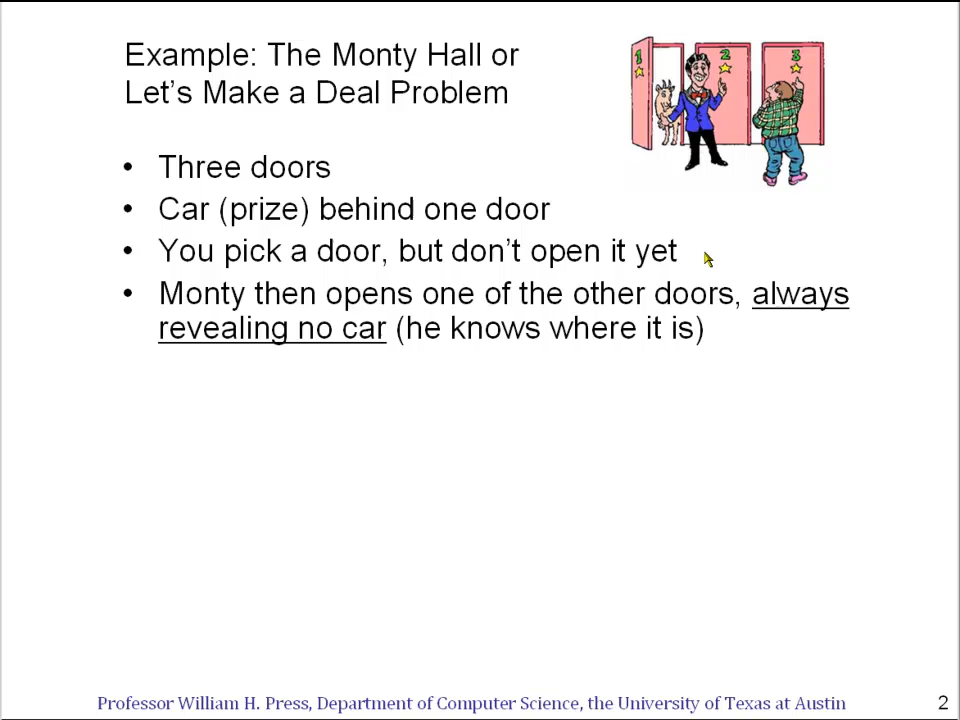 Example: The Monty Hall or
Let's Make a Deal Problem
1 2 3
• Three doors
• Car (prize) behind one door
• You pick a door, but don't open it yet
• Monty then opens one of the other doors, always
revealing no car (he knows where it is)
Professor William H. Press, Department of Computer Science, the University of Texas at Austin
2